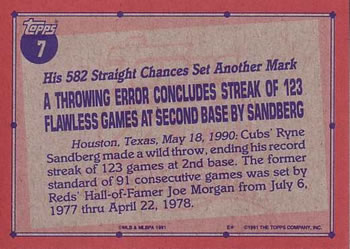 Topps
7
His 582 Straight Chances Set Another Mark
A THROWING ERROR CONCLUDES STREAK OF 123
FLAWLESS GAMES AT SECOND BASE BY SANDBERG
Houston, Texas, May 18, 1990: Cubs' Ryne
Sandberg made a wild throw, ending his record
streak of 123 games at 2nd base. The former
standard of 91 consecutive games was set by
Reds' Hall-of-Famer Joe Morgan from July 6,
1977 thru April 22, 1978.
©MLB & MLBPA 1991 E* ©1991 THE TOPPS COMPANY, INC.